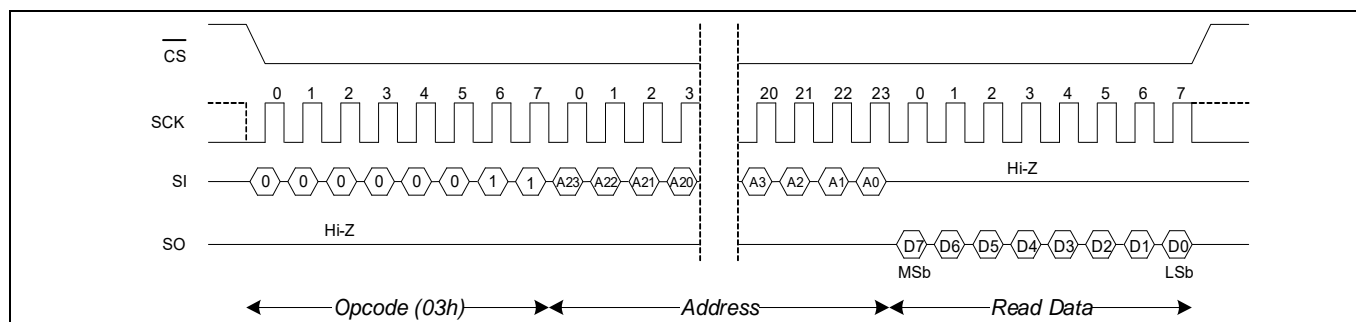 CS
0 1 2 3 4 5 6 7 0 1 2 3 20 21 22 23 0 1 2 3 4 5 6 7
SCK
Hi-Z
SI 0 0 0 0 0 0 1 1 A23 A22 A21 A20 A3 A2 A1 A0
Hi-Z
SO D7 D6 D5 D4 D3 D2 D1 D0
MSb LSb
Opcode (03h) Address Read Data